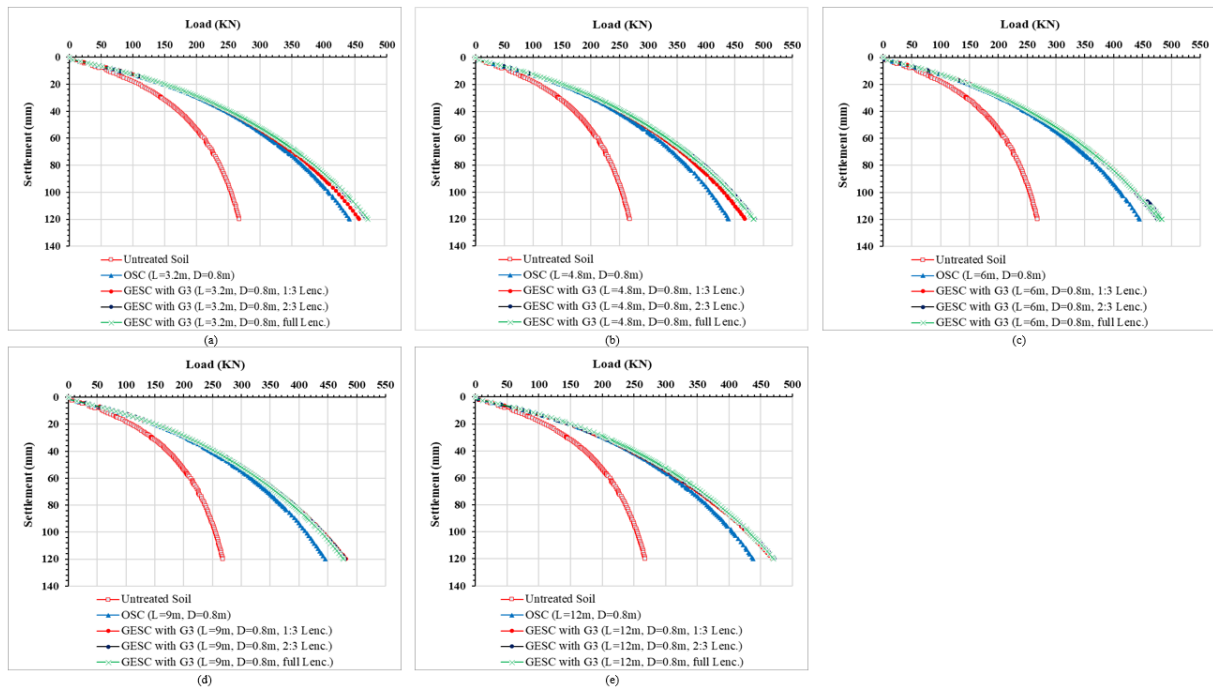 Load (KN)
0 50 100 150 200 250 300 350 400 450 500
0
20
40
60
80
100
120
140
Settlement (mm)
Untreated Soil
OSC (L=3.2m, D=0.8m)
GESC with G3 (L=3.2m, D=0.8m, 1:3 Lenc.)
GESC with G3 (L=3.2m, D=0.8m, 2:3 Lenc.)
GESC with G3 (L=3.2m, D=0.8m, full Lenc.)
(a)
Load (KN)
0 50 100 150 200 250 300 350 400 450 500 550
0
20
40
60
80
100
120
140
Settlement (mm)
Untreated Soil
OSC (L=4.8m, D=0.8m)
GESC with G3 (L=4.8m, D=0.8m, 1:3 Lenc.)
GESC with G3 (L=4.8m, D=0.8m, 2:3 Lenc.)
GESC with G3 (L=4.8m, D=0.8m, full Lenc.)
(b)
Load (KN)
0 50 100 150 200 250 300 350 400 450 500 550
0
20
40
60
80
100
120
140
Settlement (mm)
Untreated Soil
OSC (L=6m, D=0.8m)
GESC with G3 (L=6m, D=0.8m, 1:3 Lenc.)
GESC with G3 (L=6m, D=0.8m, 2:3 Lenc.)
GESC with G3 (L=6m, D=0.8m, full Lenc.)
(c)
Load (KN)
0 50 100 150 200 250 300 350 400 450 500 550
0
20
40
60
80
100
120
140
Settlement (mm)
Untreated Soil
OSC (L=9m, D=0.8m)
GESC with G3 (L=9m, D=0.8m, 1:3 Lenc.)
GESC with G3 (L=9m, D=0.8m, 2:3 Lenc.)
GESC with G3 (L=9m, D=0.8m, full Lenc.)
(d)
Load (KN)
0 50 100 150 200 250 300 350 400 450 500
0
20
40
60
80
100
120
140
Settlement (mm)
Untreated Soil
OSC (L=12m, D=0.8m)
GESC with G3 (L=12m, D=0.8m, 1:3 Lenc.)
GESC with G3 (L=12m, D=0.8m, 2:3 Lenc.)
GESC with G3 (L=12m, D=0.8m, full Lenc.)
(e)